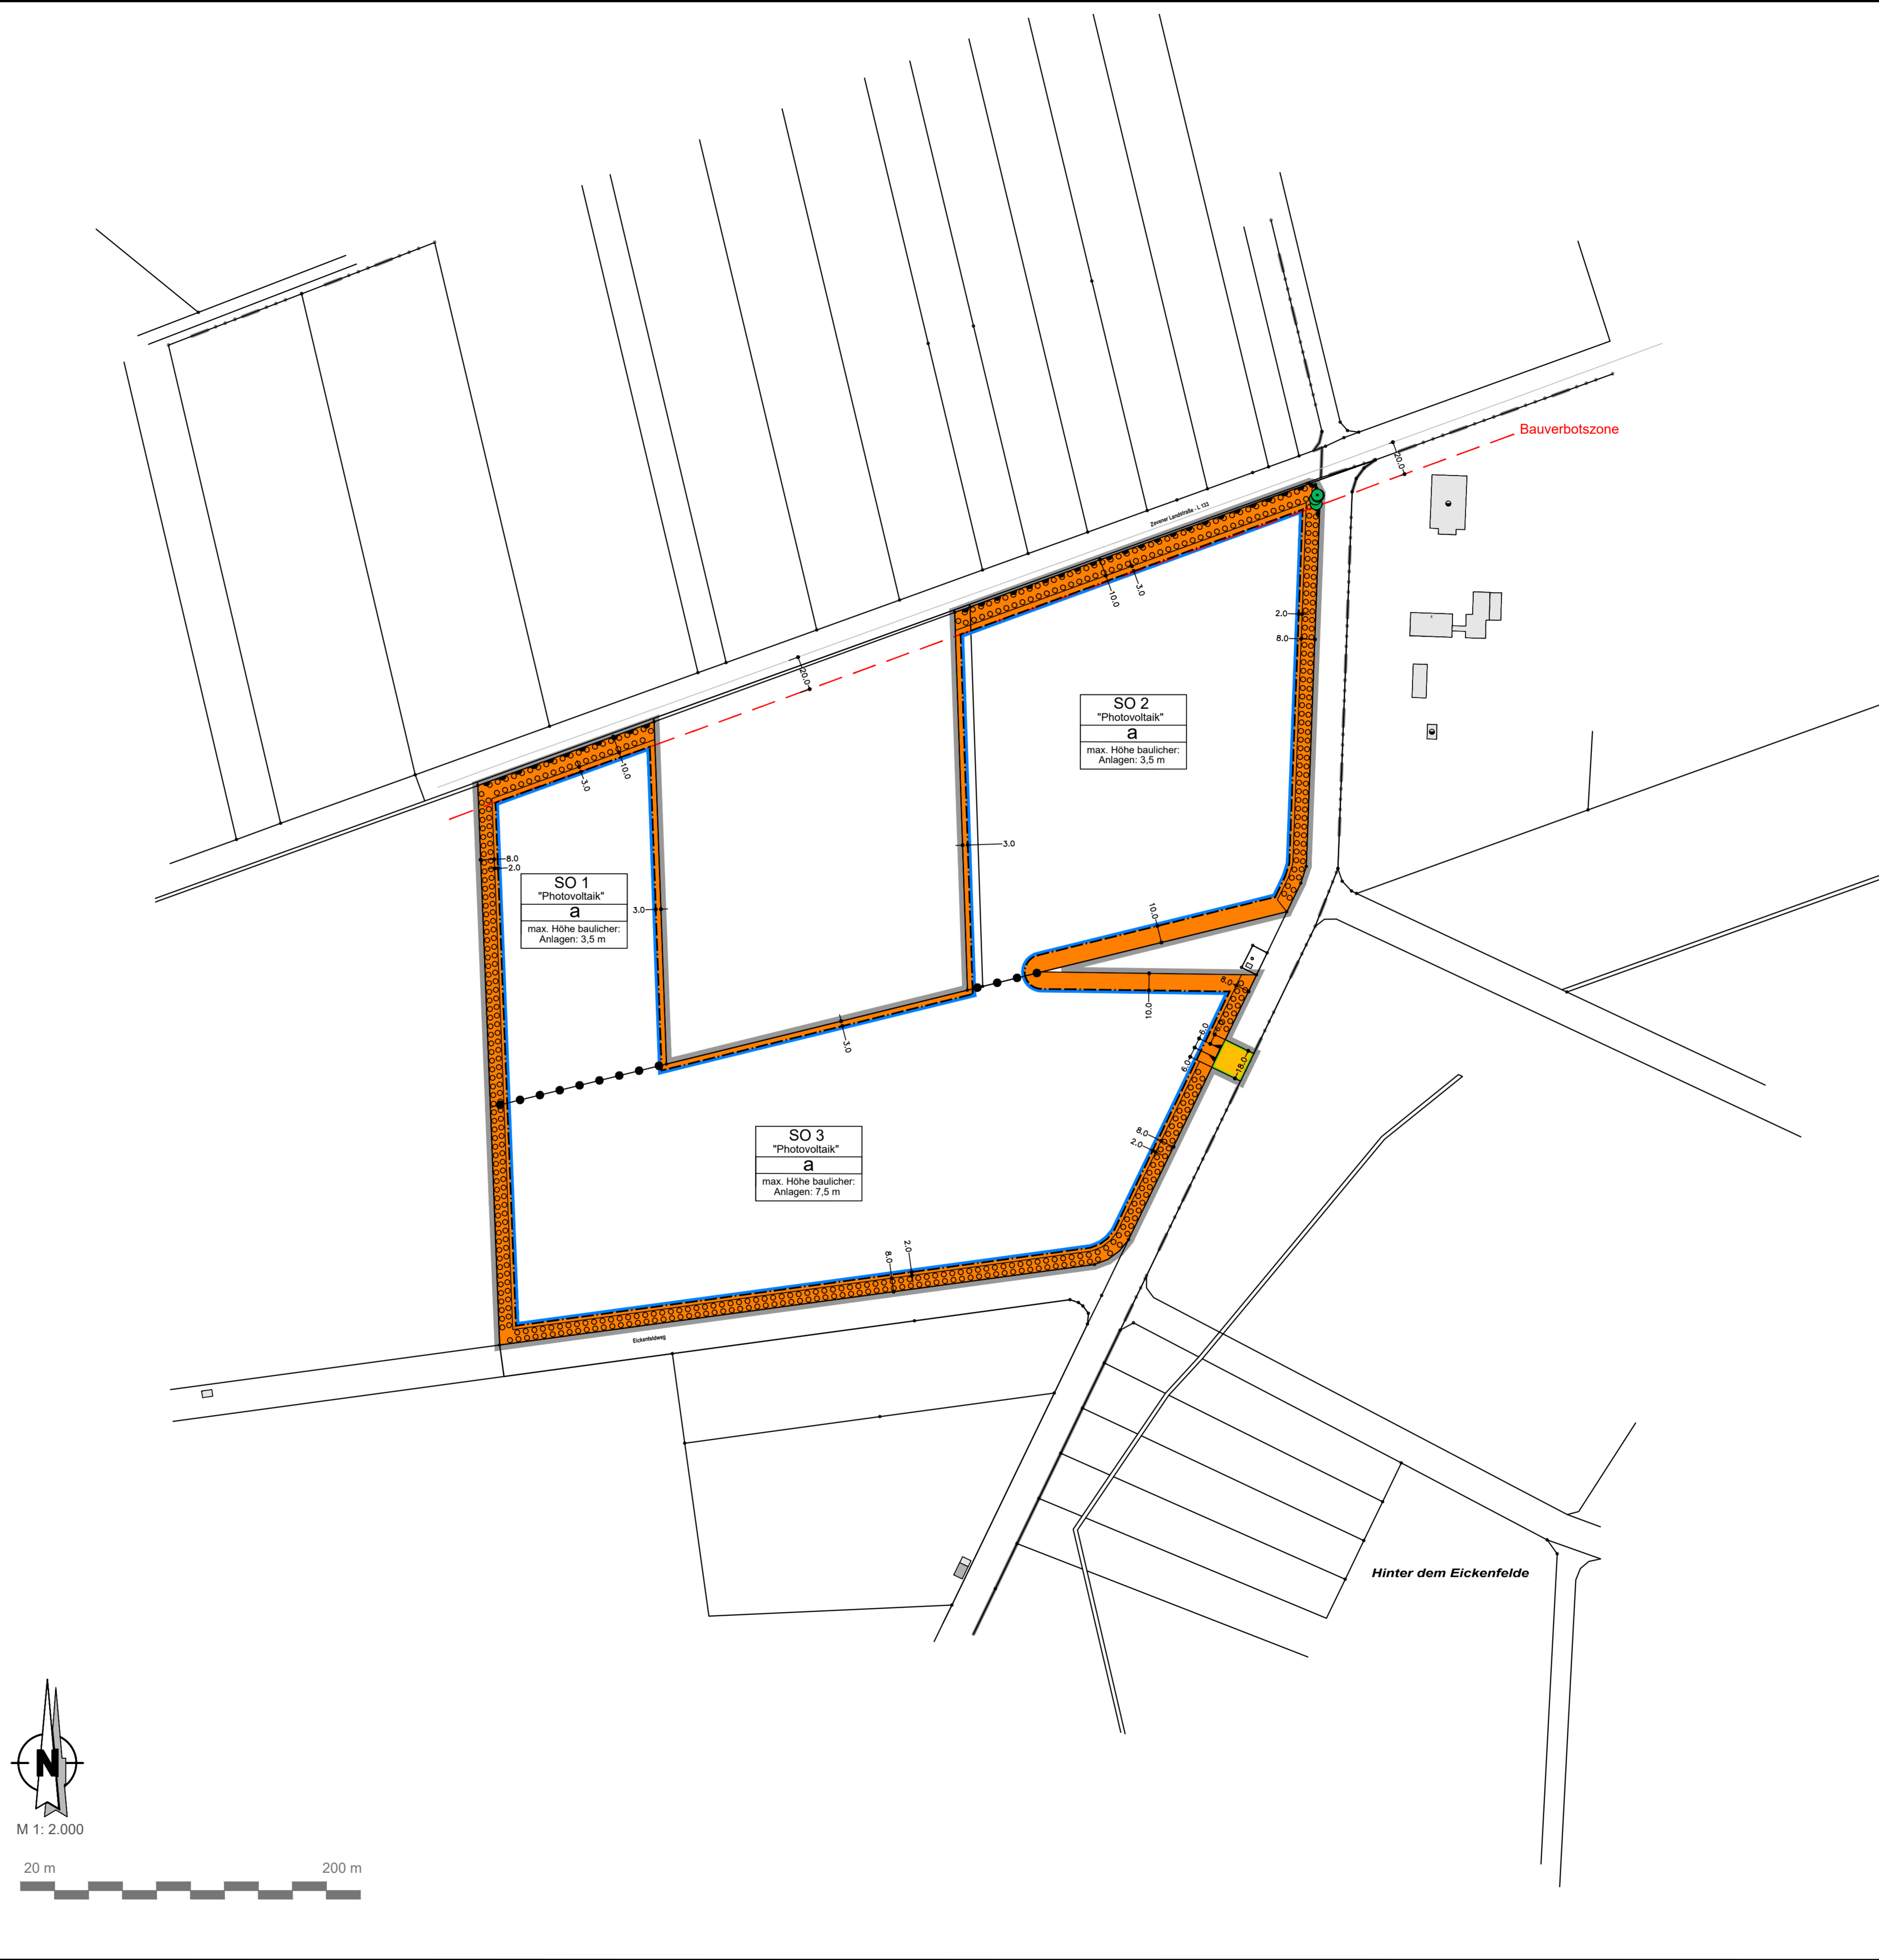 Bauverbotszone
20.0
Zevener Landstraße - L 133
10.0
3.0
2.0
8.0
20.0
SO 2
"Photovoltaik"
a
max. Höhe baulicher:
Anlagen: 3,5 m
10.0
3.0
3.0
8.0
2.0
SO 1
"Photovoltaik"
a
max. Höhe baulicher:
Anlagen: 3,5 m
3.0
10.0
8.0
10.0
3.0
6.0
6.0
18.0
SO 3
"Photovoltaik"
a
max. Höhe baulicher:
Anlagen: 7,5 m
8.0
2.0
8.0
2.0
Eickenfeldweg
Hinter dem Eickenfelde
N
M 1: 2.000
20 m
200 m